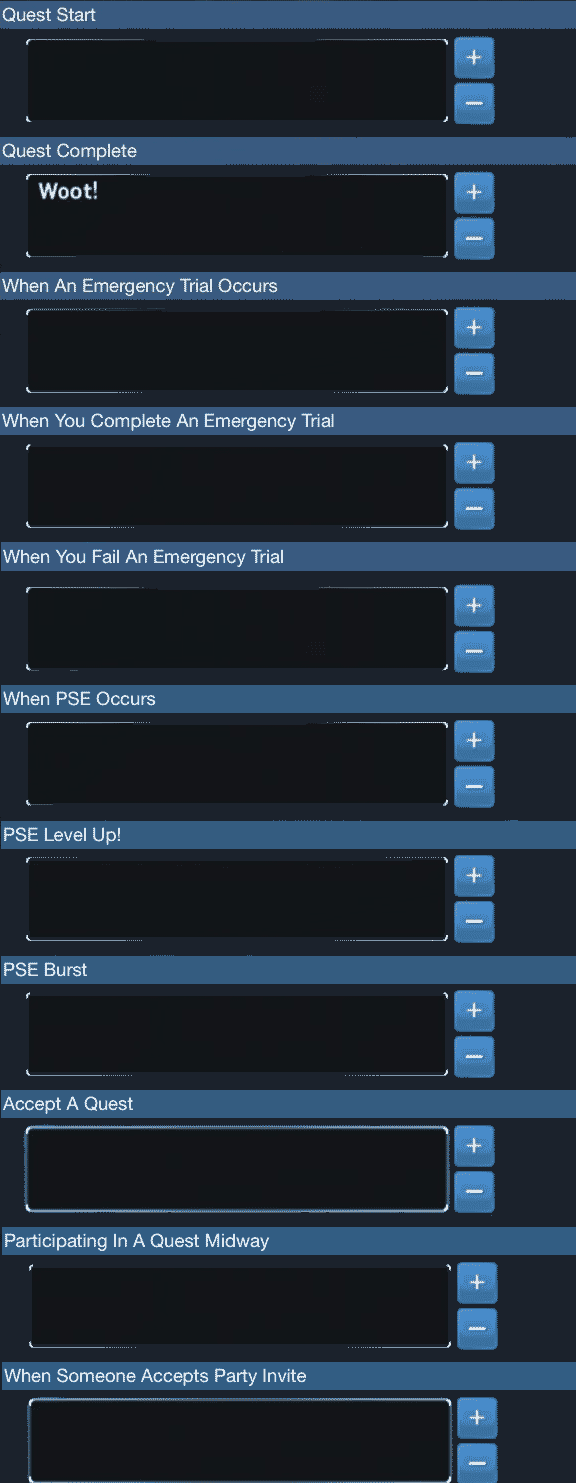 Quest Start
Quest Complete
Woot!
When An Emergency Trial Occurs
When You Complete An Emergency Trial
When You Fail An Emergency Trial
When PSE Occurs
PSE Level Up!
PSE Burst
Accept A Quest
Participating In A Quest Midway
When Someone Accepts Party Invite